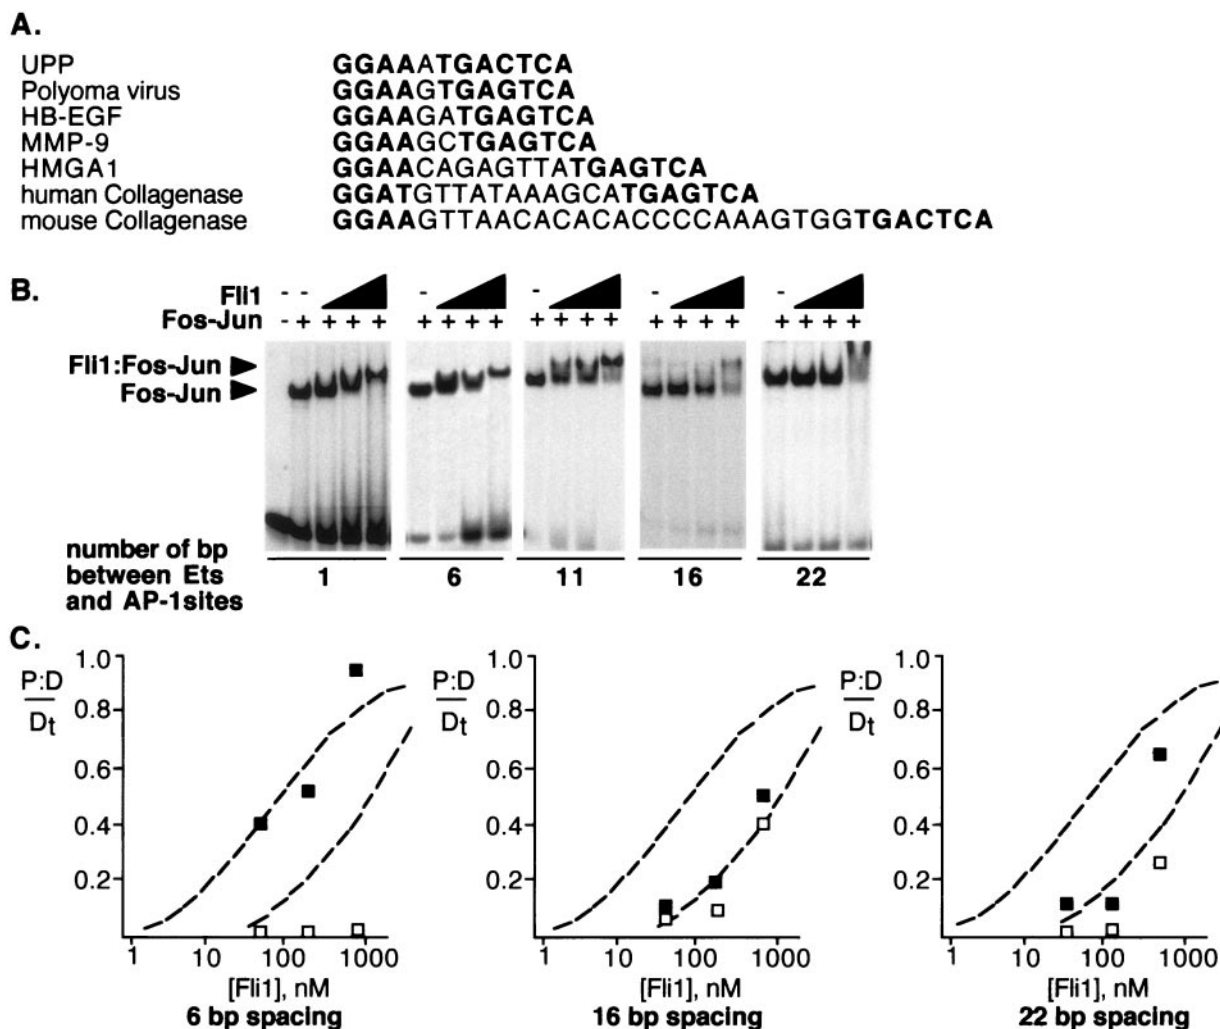 A.
UPP GGAAATGACTCA
Polyoma virus GGAAGTGAGTCA
HB-EGF GGAAGATGAGTCA
MMP-9 GGAAGCTGAGTCA
HMGA1 GGAACAGAGTTATGAGTCA
human Collagenase GGATGTTATAAAGCATGAGTCA
mouse Collagenase GGAAGTTAACACACACCCCAAAGTGGTGACTCA
B.
Fli1 - - - - - -
Fos-Jun - + + + + + + + + + + + + + + + + + + + +
Fli1:Fos-Jun
Fos-Jun
number of bp
between Ets
and AP-1sites
1 6 11 16 22
C.
P:D
Dt
1.0
0.8
0.6
0.4
0.2
1 10 100 1000
[Fli1], nM
6 bp spacing
P:D
Dt
1.0
0.8
0.6
0.4
0.2
1 10 100 1000
[Fli1], nM
16 bp spacing
P:D
Dt
1.0
0.8
0.6
0.4
0.2
1 10 100 1000
[Fli1], nM
22 bp spacing